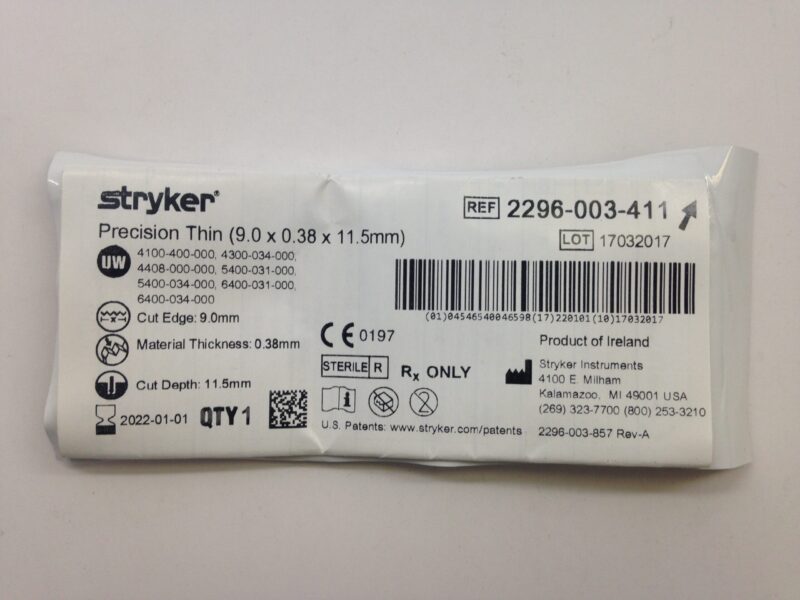 stryker®
REF 2296-003-411
Precision Thin (9.0 x 0.38 x 11.5mm)
LOT 17032017
UW
4100-400-000, 4300-034-000,
4408-000-000, 5400-031-000,
5400-034-000, 6400-031-000,
6400-034-000
(01)04546540046598(17)220101(10)17032017
Cut Edge: 9.0mm
Material Thickness: 0.38mm
Cut Depth: 11.5mm
2022-01-01 QTY 1
CE 0197
STERILE R Rx ONLY
i
2
U.S. Patents: www.stryker.com/patents
Product of Ireland
Stryker Instruments
4100 E. Milham
Kalamazoo, MI 49001 USA
(269) 323-7700 (800) 253-3210
2296-003-857 Rev-A